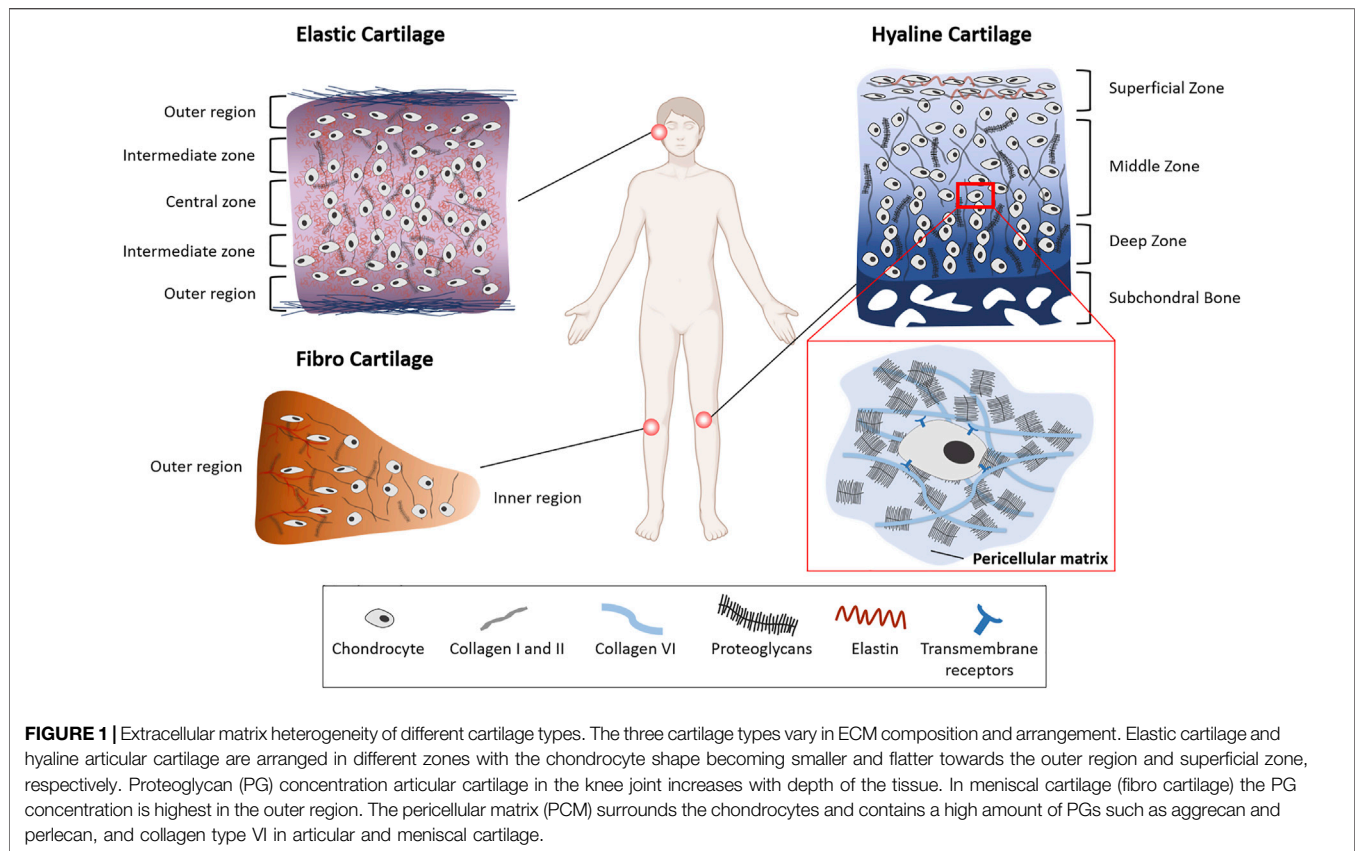 Elastic Cartilage
Outer region
Intermediate zone
Central zone
Intermediate zone
Outer region
Hyaline Cartilage
Superficial Zone
Middle Zone
Deep Zone
Subchondral Bone
Fibro Cartilage
Outer region
Inner region
Pericellular matrix
Chondrocyte
Collagen I and II
Collagen VI
Proteoglycans
Elastin
Transmembrane
receptors
FIGURE 1 | Extracellular matrix heterogeneity of different cartilage types. The three cartilage types vary in ECM composition and arrangement. Elastic cartilage and
hyaline articular cartilage are arranged in different zones with the chondrocyte shape becoming smaller and flatter towards the outer region and superficial zone,
respectively. Proteoglycan (PG) concentration articular cartilage in the knee joint increases with depth of the tissue. In meniscal cartilage (fibro cartilage) the PG
concentration is highest in the outer region. The pericellular matrix (PCM) surrounds the chondrocytes and contains a high amount of PGs such as aggrecan and
perlecan, and collagen type VI in articular and meniscal cartilage.